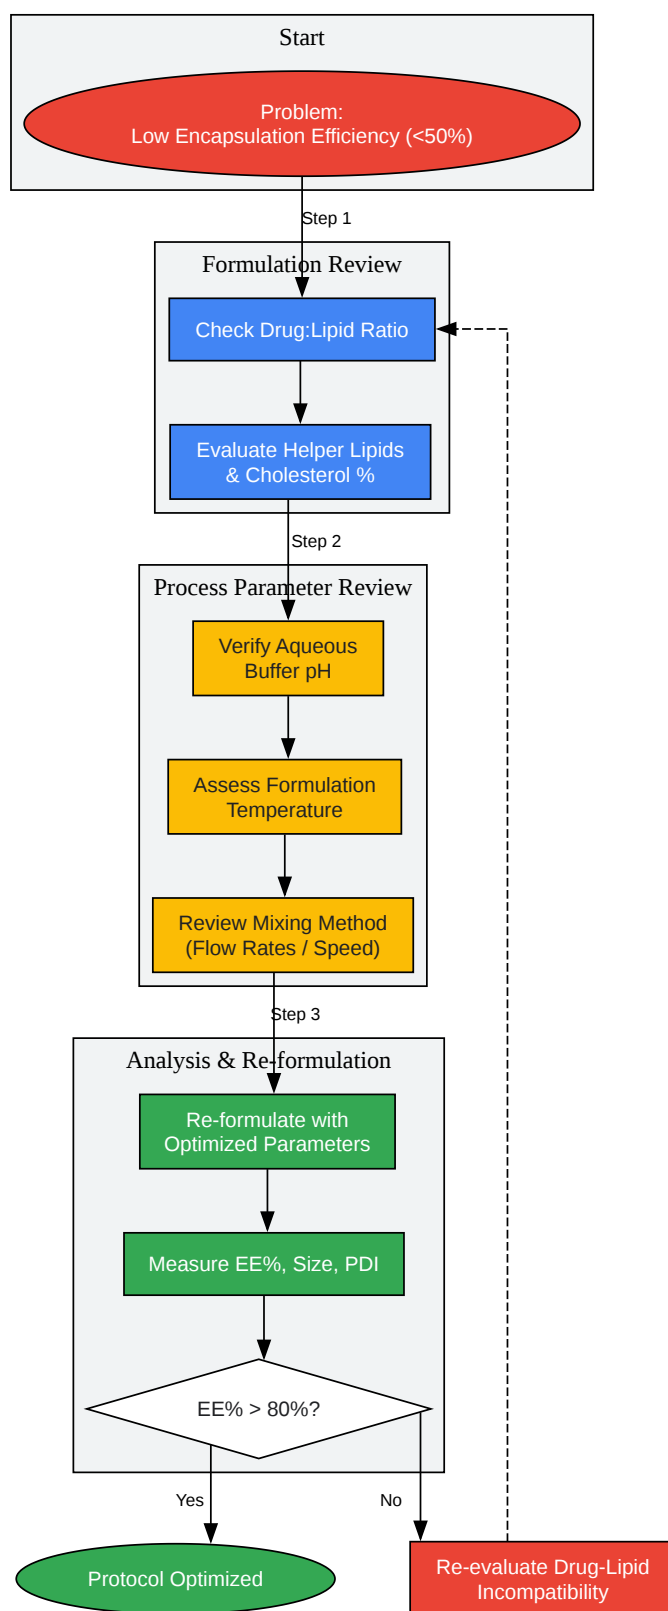 Start
Problem:
Low Encapsulation Efficiency (<50%)
Step 1
Formulation Review
Check Drug:Lipid Ratio
Evaluate Helper Lipids
& Cholesterol %
Step 2
Process Parameter Review
Verify Aqueous
Buffer pH
Assess Formulation
Temperature
Review Mixing Method
(Flow Rates / Speed)
Step 3
Analysis & Re-formulation
Re-formulate with
Optimized Parameters
Measure EE%, Size, PDI
EE% > 80%?
Yes
No
Protocol Optimized
Re-evaluate Drug-Lipid
Incompatibility